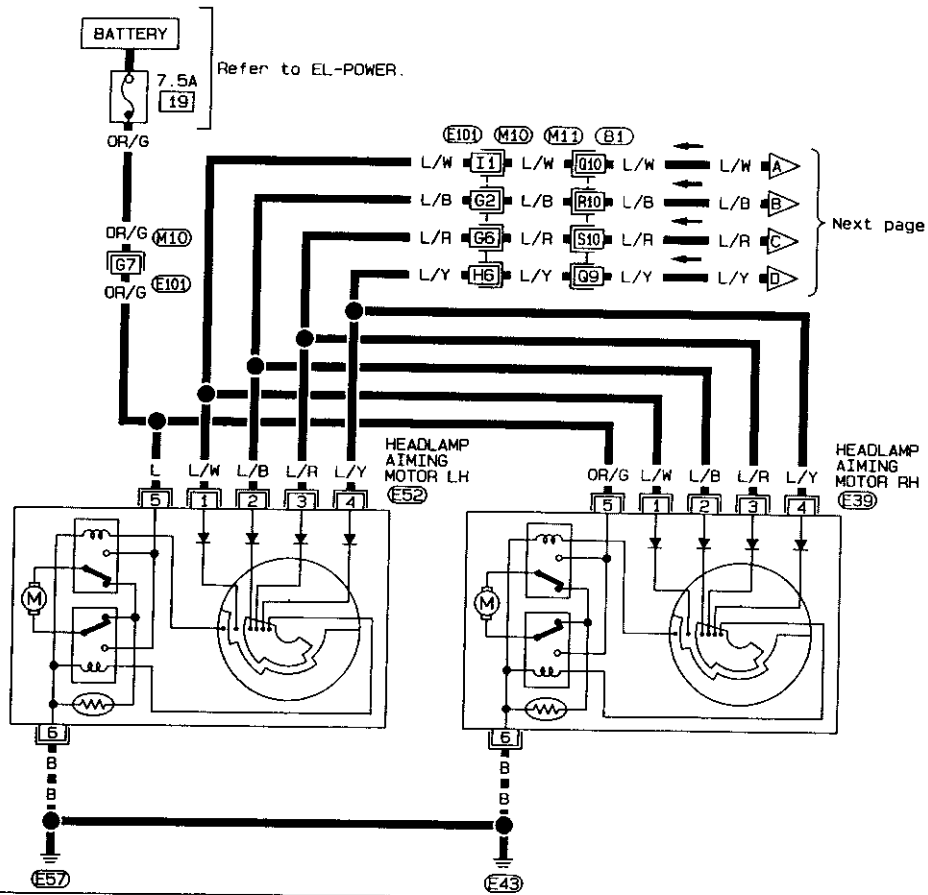 BATTERY
7.5A
19
Refer to EL-POWER.
OR/G
OR/G M10
G7
OR/G E101
E101 M10 M11 B1
L/W I1 L/W Q10 L/W L/W A
L/B G2 L/B R10 L/B L/B B
L/R G6 L/R S10 L/R L/R C
L/Y H6 L/Y Q9 L/Y L/Y D
Next page
HEADLAMP
AIMING
MOTOR LH
E52
L L/W L/B L/R L/Y
5 1 2 3 4
HEADLAMP
AIMING
MOTOR RH
E39
OR/G L/W L/B L/R L/Y
5 1 2 3 4
M
M
6
B
B
E57
6
B
B
E43